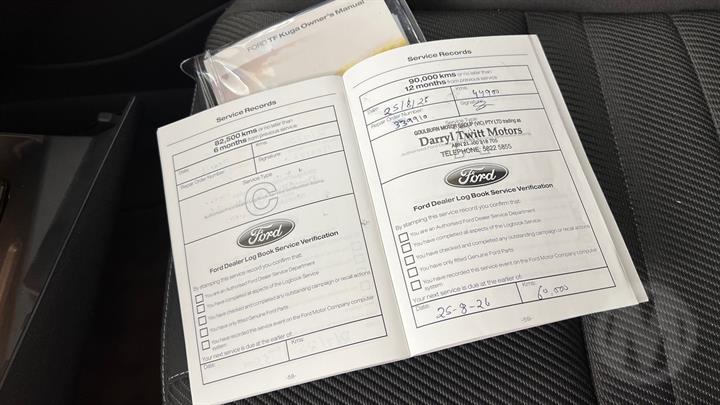 FORD TF Kuga Owner's Manual
Service Records
82,500 kms or no later than
6 months from previous service
Date:
Kms:
Repair Order Number:
Signature:
Service Type
C
Ford
Ford Dealer Log Book Service Verification
By stamping this service record you confirm that:
You are an Authorised Ford Dealer Service Department
You have completed all aspects of the Logbook Service
You have checked and completed any outstanding campaign or recall actions
You have only fitted Genuine Ford Parts
You have recorded this service event on the Ford Motor Company computer
system
Your next service is due at the earlier of:
Date:
Kms:
-58-
Service Records
90,000 kms or no later than
12 months from previous service
Date: 25/8/25
Kms: 44900
Repair Order Number:
339910
Signature:
Service Type
GOULBURN MOTOR GROUP (VIC) PTY LTD trading as
Darryl Twitt Motors
TELEPHONE: 5822 5855
Ford
Ford Dealer Log Book Service Verification
By stamping this service record you confirm that:
You are an Authorised Ford Dealer Service Department
You have completed all aspects of the Logbook Service
You have checked and completed any outstanding campaign or recall actions
You have only fitted Genuine Ford Parts
You have recorded this service event on the Ford Motor Company computer
system
Your next service is due at the earlier of:
Date: 25-8-26
Kms: 60,000